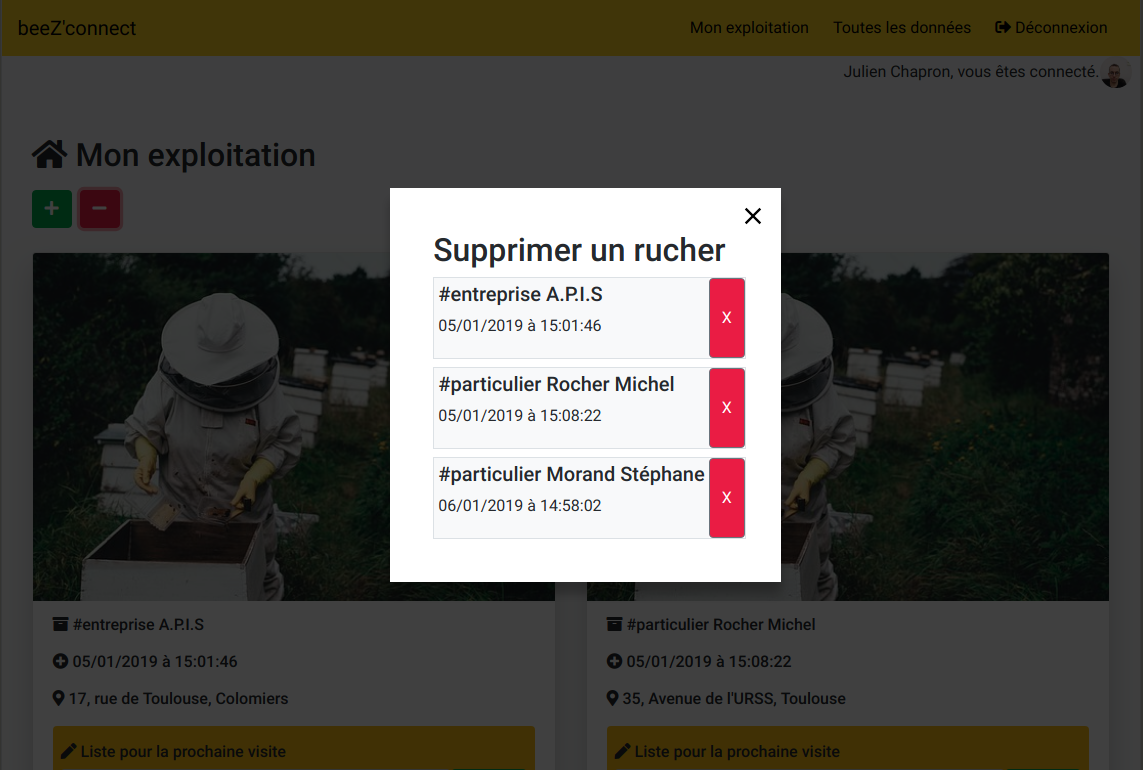 beeZ'connect
Mon exploitation
Toutes les données
Déconnexion
Julien Chapron, vous êtes connecté.
Mon exploitation
Supprimer un rucher
#entreprise A.P.I.S
05/01/2019 à 15:01:46
X
#particulier Rocher Michel
05/01/2019 à 15:08:22
X
#particulier Morand Stéphane
06/01/2019 à 14:58:02
X
#entreprise A.P.I.S
05/01/2019 à 15:01:46
17, rue de Toulouse, Colomiers
Liste pour la prochaine visite
#particulier Rocher Michel
05/01/2019 à 15:08:22
35, Avenue de l'URSS, Toulouse
Liste pour la prochaine visite